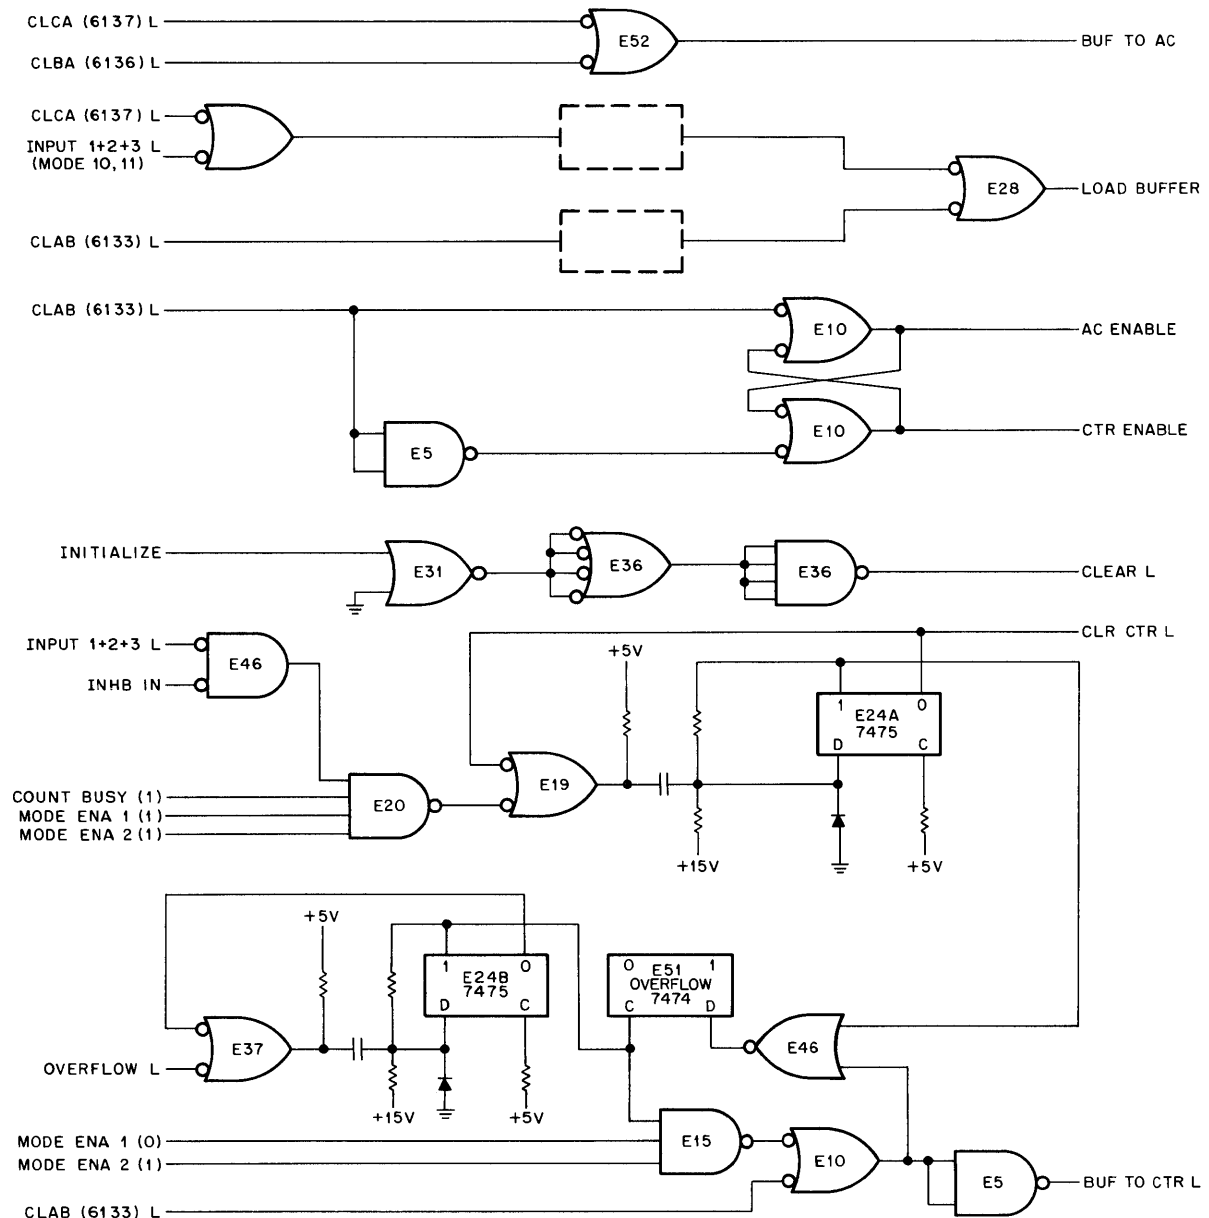 CLCA (6137) L
E52
BUF TO AC
CLBA (6136) L
CLCA (6137) L
INPUT 1+2+3 L
(MODE 10, 11)
E28
LOAD BUFFER
CLAB (6133) L
CLAB (6133) L
E10
AC ENABLE
E10
CTR ENABLE
E5
INITIALIZE
E31
E36
E36
CLEAR L
INPUT 1+2+3 L
E46
INHB IN
CLR CTR L
+5V
1 0
E24A
7475
D C
E19
COUNT BUSY (1)
MODE ENA 1 (1)
MODE ENA 2 (1)
E20
+15V
+5V
+5V
1 0
E24B
7475
D C
0 1
E51
OVERFLOW
7474
C D
E37
E46
OVERFLOW L
+15V
+5V
MODE ENA 1 (0)
MODE ENA 2 (1)
E15
E10
E5
BUF TO CTR L
CLAB (6133) L